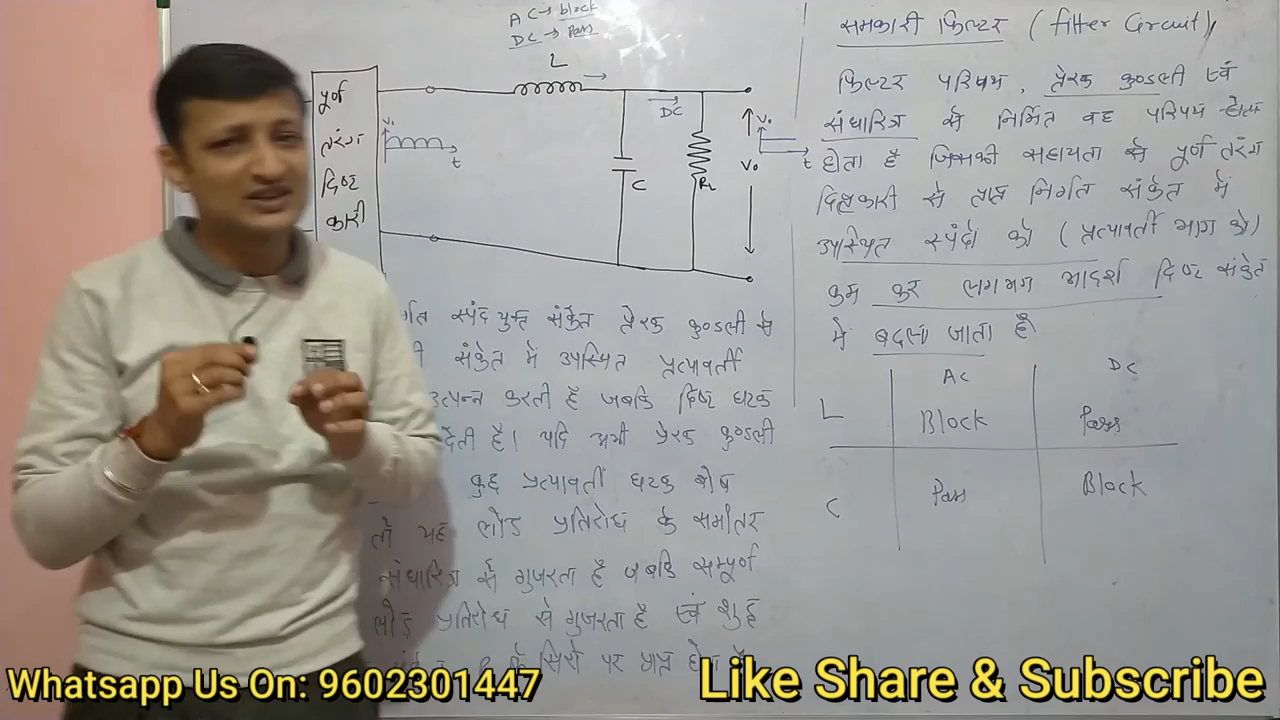 AC→ block
DC → Pass
L
पूर्ण
तरंग
दिष्ट
कारी
V₀
t
DC
C
RL
V₀
V₀
t
समकारी फिल्टर (filter Circuit)
फिल्टर परिपथ, प्रेरक कुण्डली एवं
संधारित्र से निर्मित वह परिपथ होता
होता है जिसकी सहायता से पूर्ण तरंग
दिष्टकारी से प्राप्त निर्गत संकेत में
उपस्थित स्पंदो को (प्रत्यावर्ती भाग को)
कम कर लगभग आदर्श दिष्ट संकेत
में बदला जाता है
AC DC
L Block Pass
C Pass Block
स्पंद युक्त संकेत प्रेरक कुण्डली से
संकेत में उपस्थित प्रत्यावर्ती
उत्पन्न करती है जबकि दिष्ट घटक
देती है। यदि अभी प्रेरक कुण्डली
कुछ प्रत्यावर्ती घटक शेष
तो यह लोड प्रतिरोध के समांतर
संधारित्र से गुजरता है जबकि सम्पूर्ण
लोड प्रतिरोध से गुजरता है एवं शुद्ध
के सिरों पर प्राप्त होता है
Whatsapp Us On: 9602301447
Like Share & Subscribe